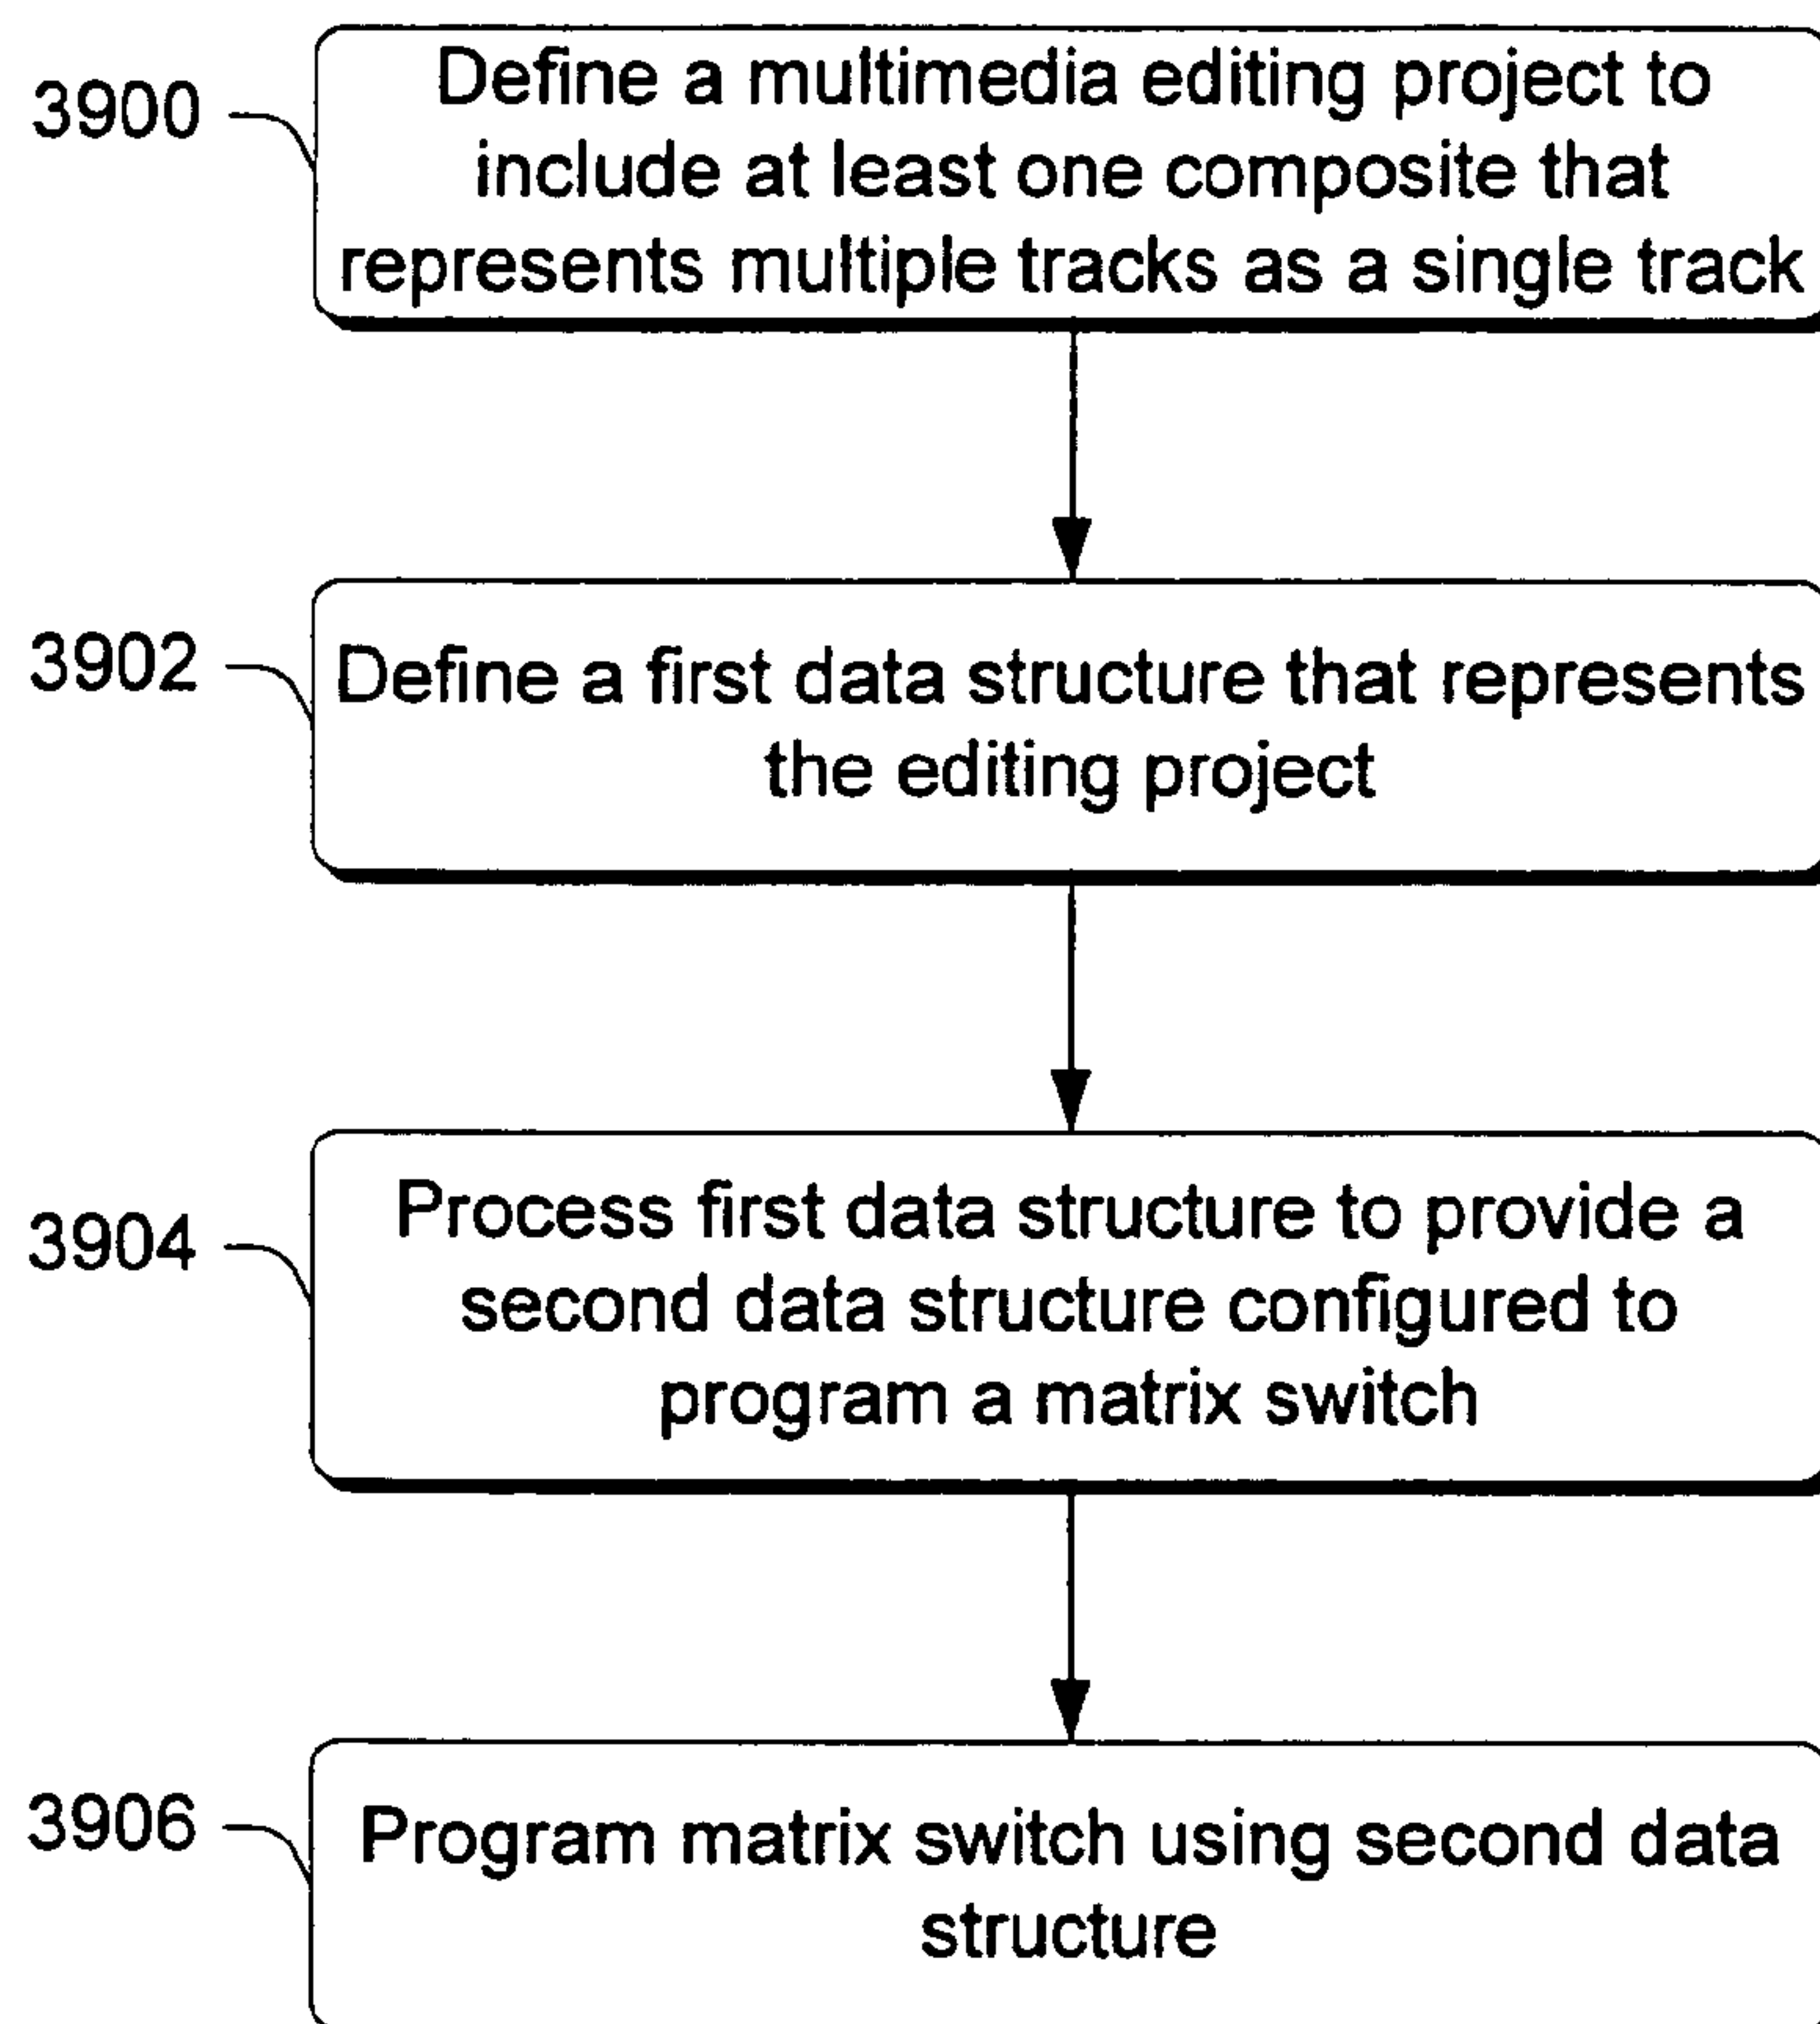 3900
Define a multimedia editing project to
include at least one composite that
represents multiple tracks as a single track
3902
Define a first data structure that represents
the editing project
3904
Process first data structure to provide a
second data structure configured to
program a matrix switch
3906
Program matrix switch using second data
structure